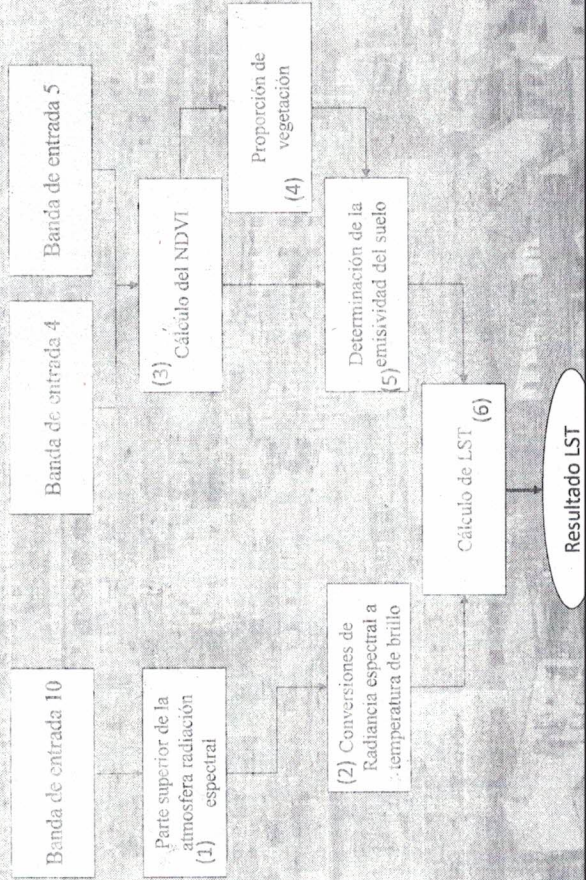 Banda de entrada 10
Banda de entrada 4
Banda de entrada 5
Parte superior de la
atmosfera radiación
(1) espectral
(2) Conversiones de
Radiancia espectral a
temperatura de brillo
(3)
Cálculo del NDVI
Proporción de
vegetación
(4)
Determinación de la
emisividad del suelo
(5)
Cálculo de LST
(6)
Resultado LST